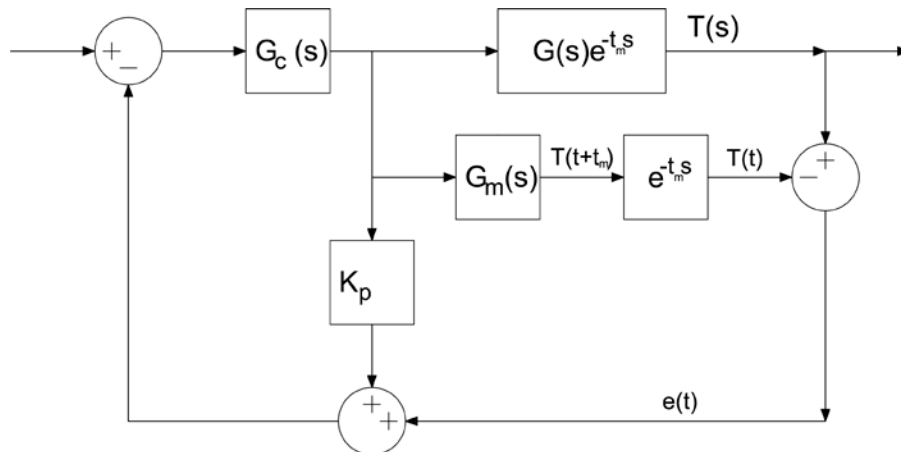 T(s)
+
−
G_c (s)
G(s)e^{-t_m s}
T(t+t_m)
T(t)
+
−
G_m(s)
e^{-t_m s}
K_p
+
+
e(t)